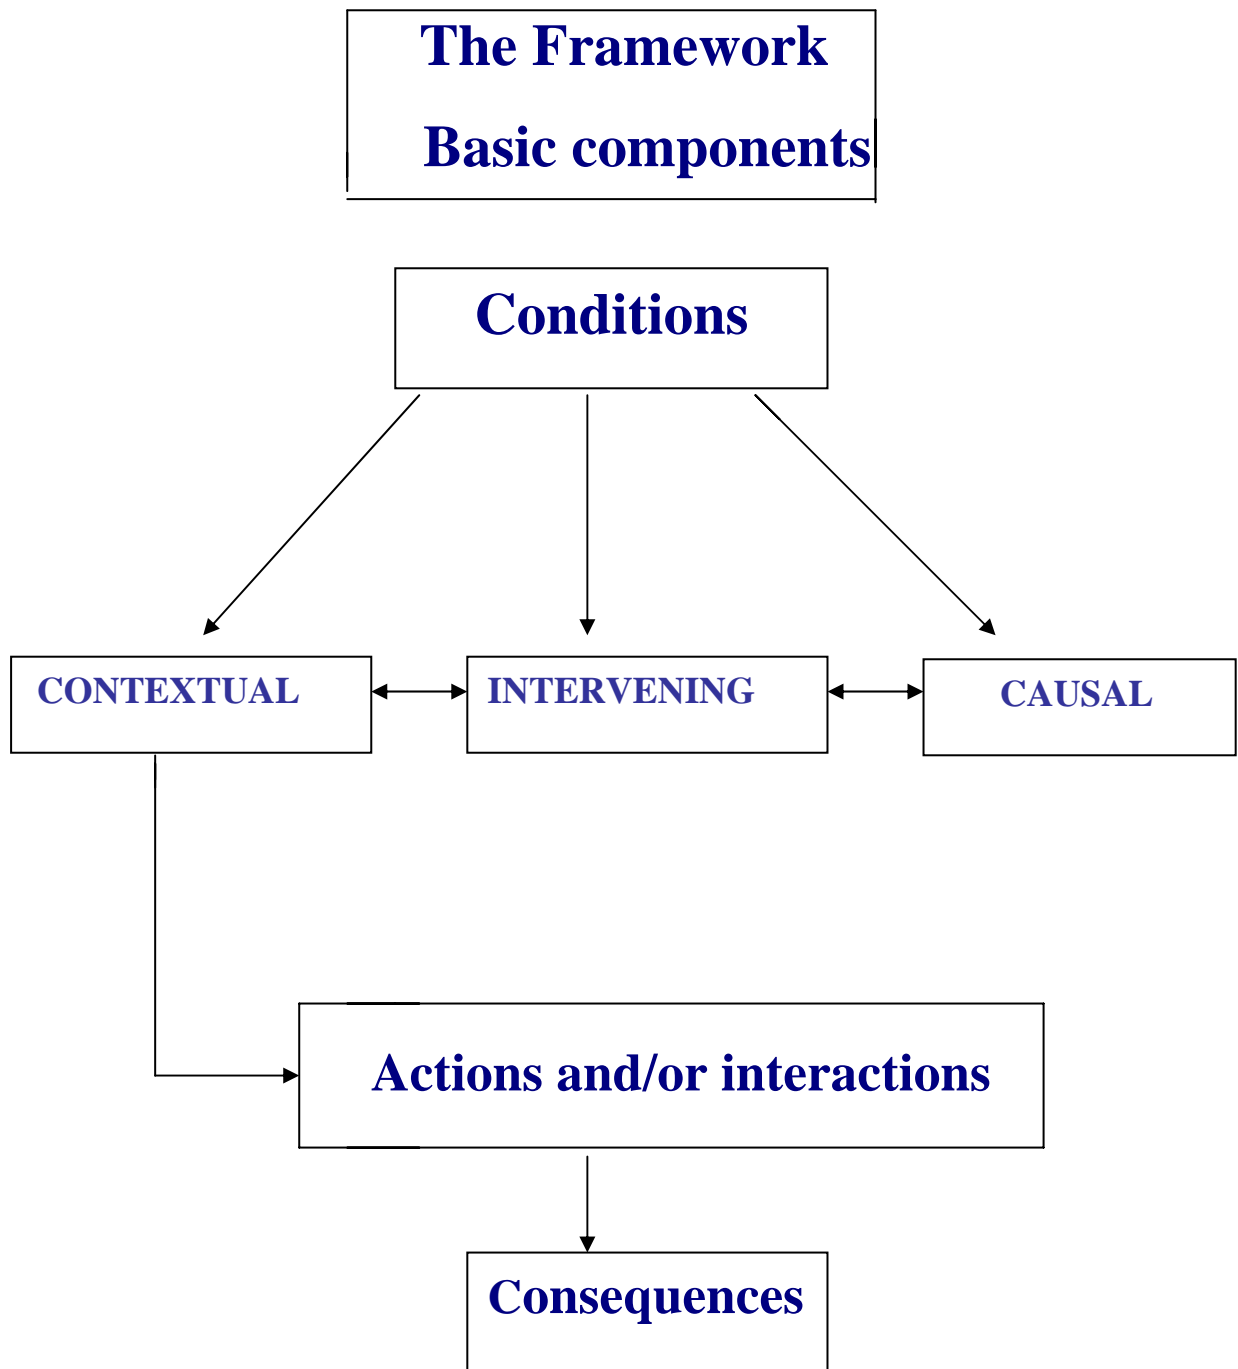 The Framework
Basic components
Conditions
CONTEXTUAL
INTERVENING
CAUSAL
Actions and/or interactions
Consequences